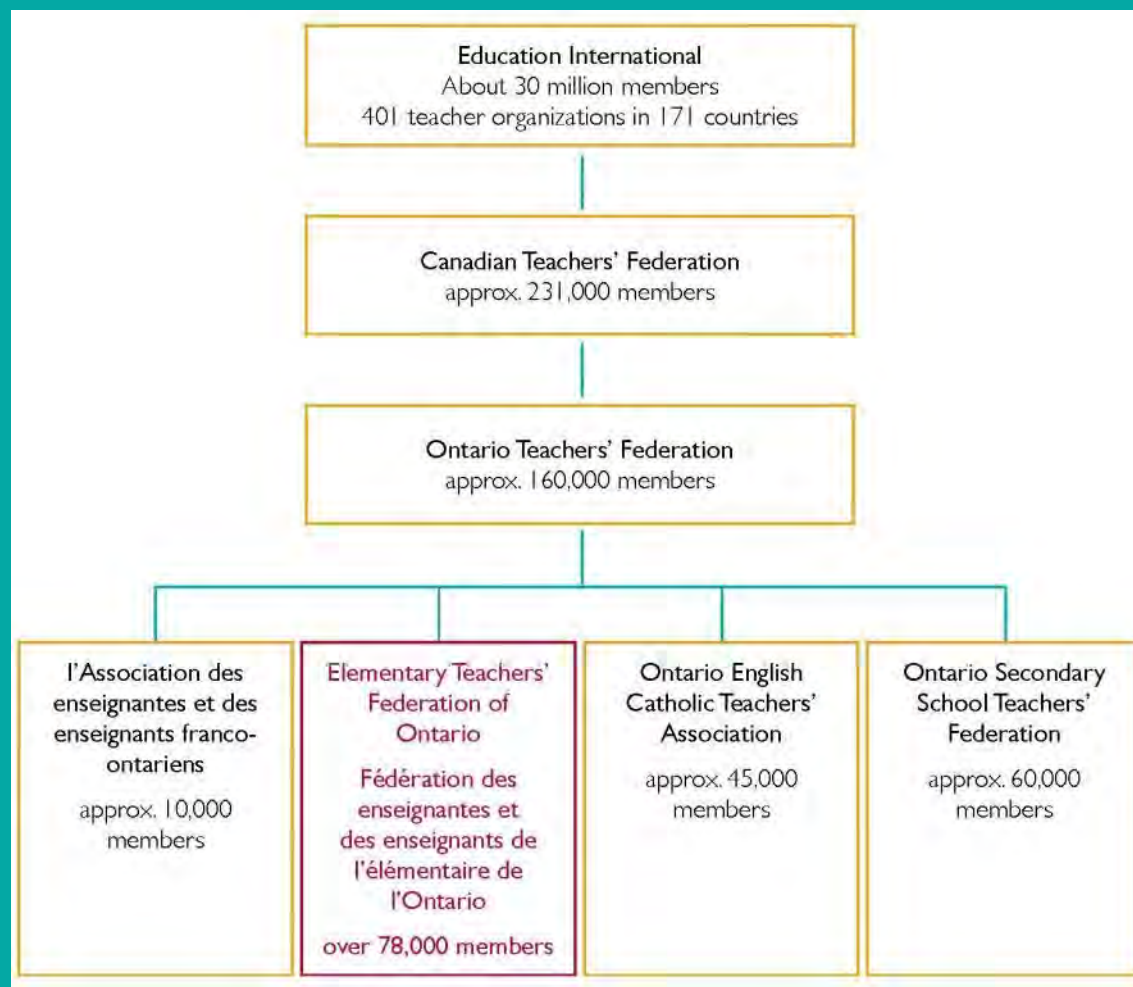 Education International
About 30 million members
401 teacher organizations in 171 countries
Canadian Teachers’ Federation
approx. 231,000 members
Ontario Teachers’ Federation
approx. 160,000 members
l’Association des
enseignantes et des
enseignants franco-
ontariens
approx. 10,000
members
Elementary Teachers’
Federation of
Ontario
Fédération des
enseignantes et
des enseignants de
l’élémentaire de
l’Ontario
over 78,000 members
Ontario English
Catholic Teachers’
Association
approx. 45,000
members
Ontario Secondary
School Teachers’
Federation
approx. 60,000
members